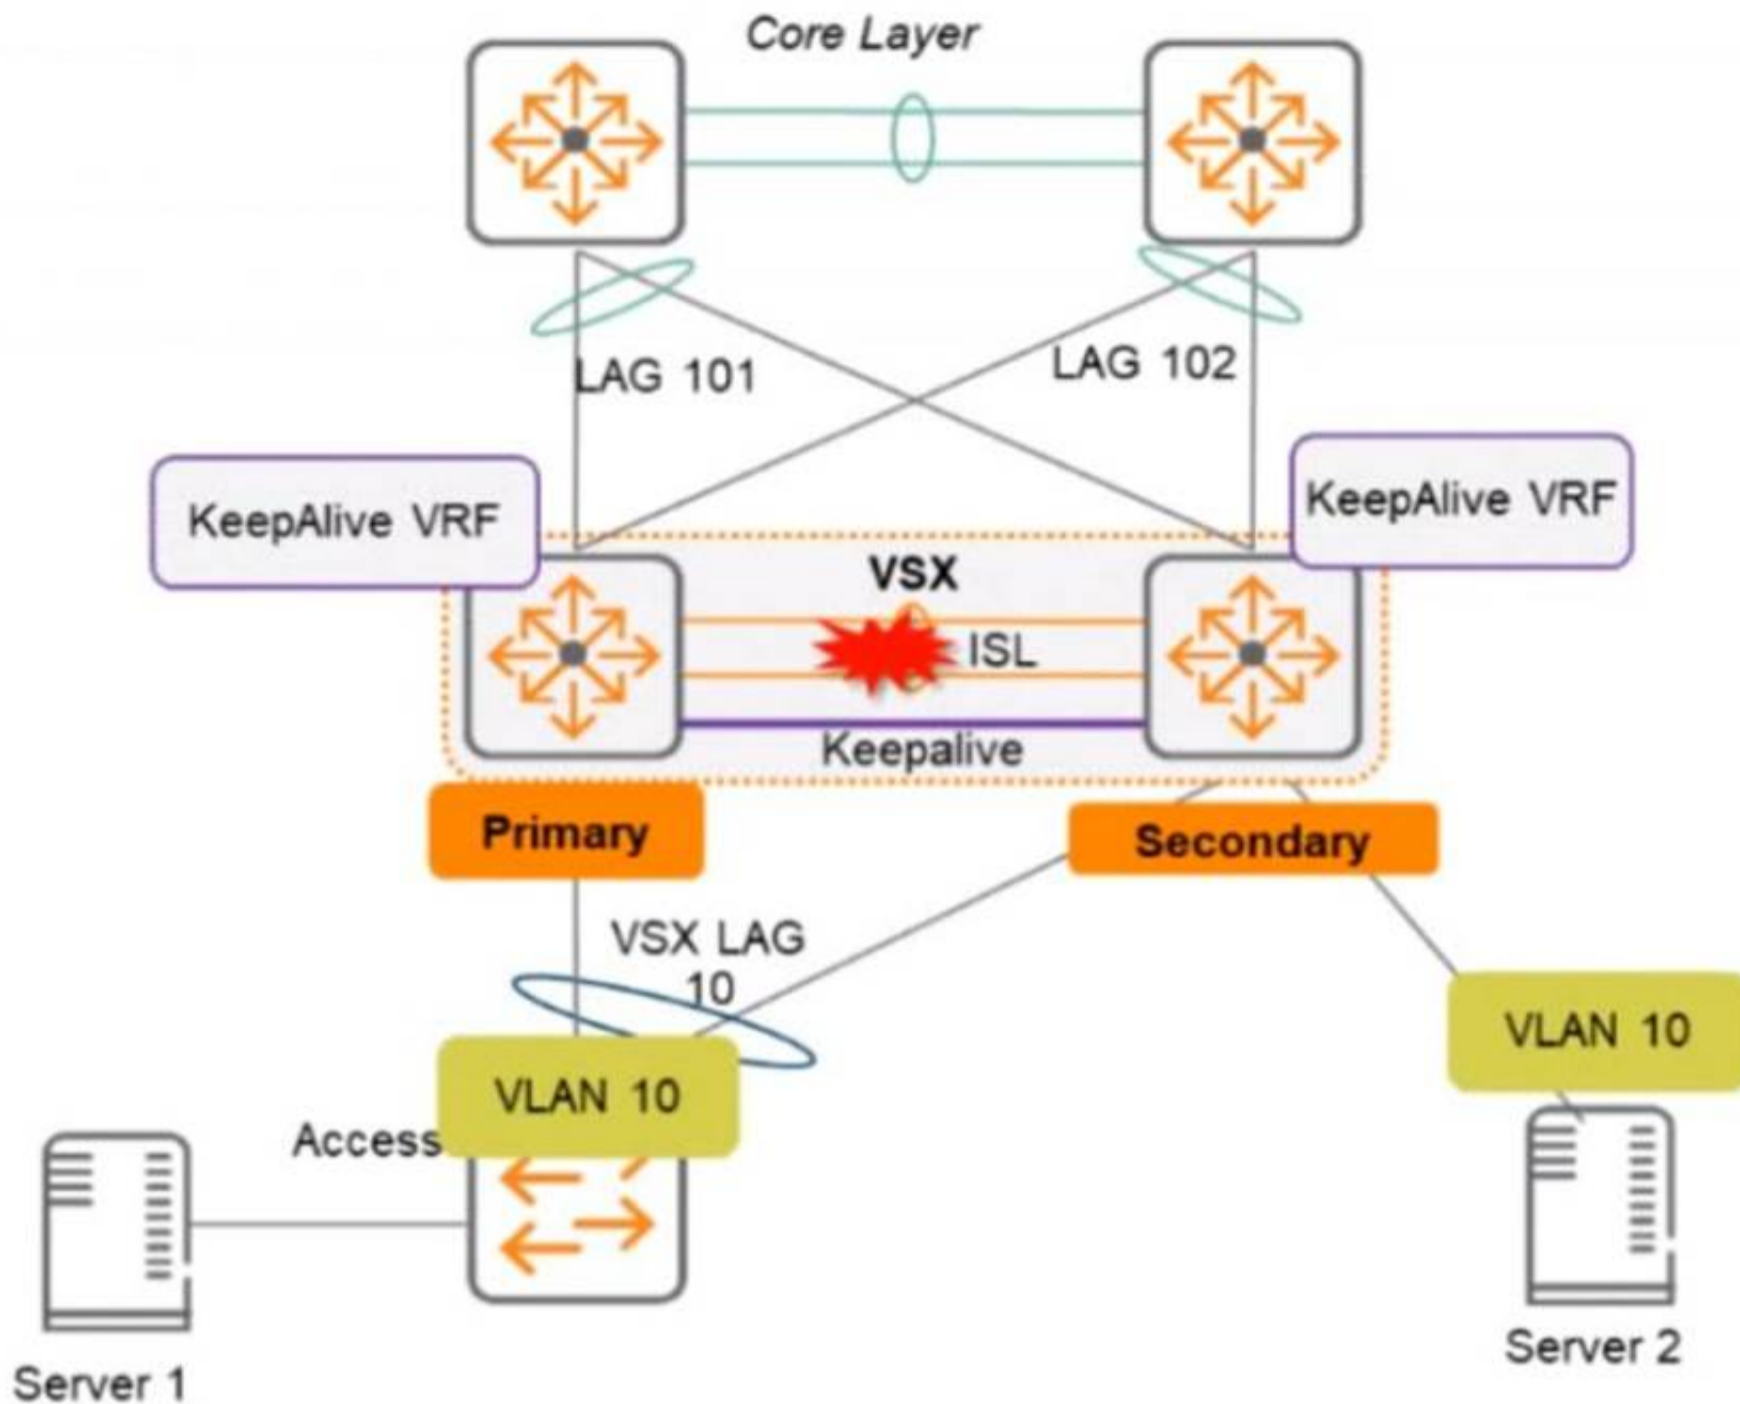 Core Layer
LAG 101
LAG 102
KeepAlive VRF
KeepAlive VRF
VSX
ISL
Keepalive
Primary
Secondary
VSX LAG
10
VLAN 10
VLAN 10
Access
Server 1
Server 2